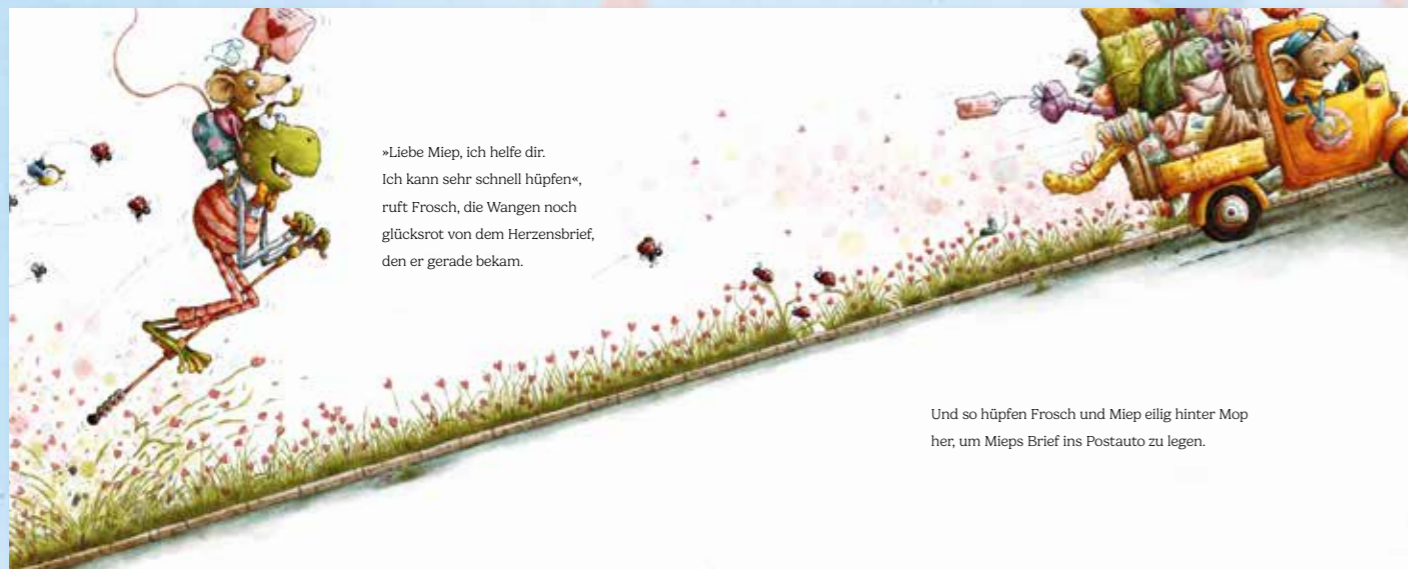 »Liebe Miep, ich helfe dir.
Ich kann sehr schnell hüpfen«,
ruft Frosch, die Wangen noch
glücksrot von dem Herzensbrief,
den er gerade bekam.
Und so hüpfen Frosch und Miep eilig hinter Mop
her, um Mieps Brief ins Postauto zu legen.